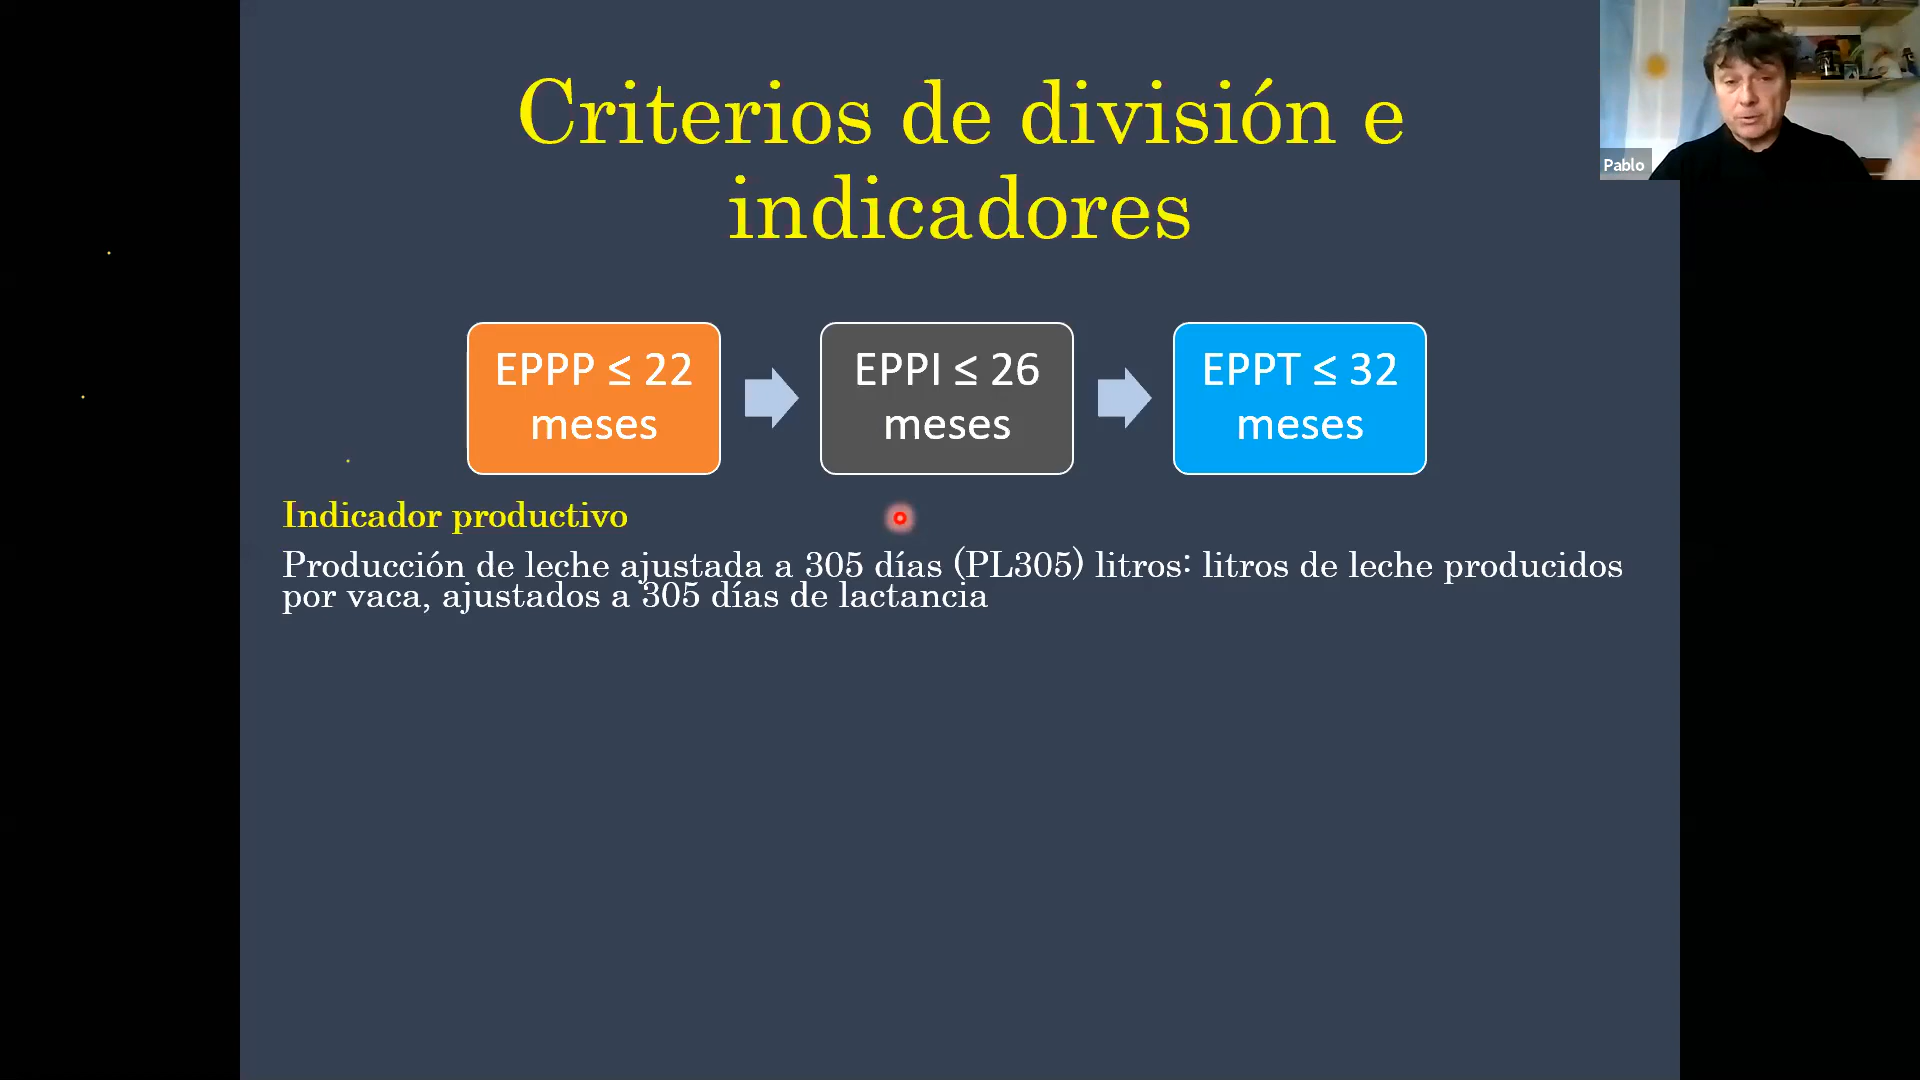 Criterios de división e
indicadores
Pablo
EPPP ≤ 22
meses
EPPI ≤ 26
meses
EPPT ≤ 32
meses
Indicador productivo
Producción de leche ajustada a 305 días (PL305) litros: litros de leche producidos
por vaca, ajustados a 305 días de lactancia